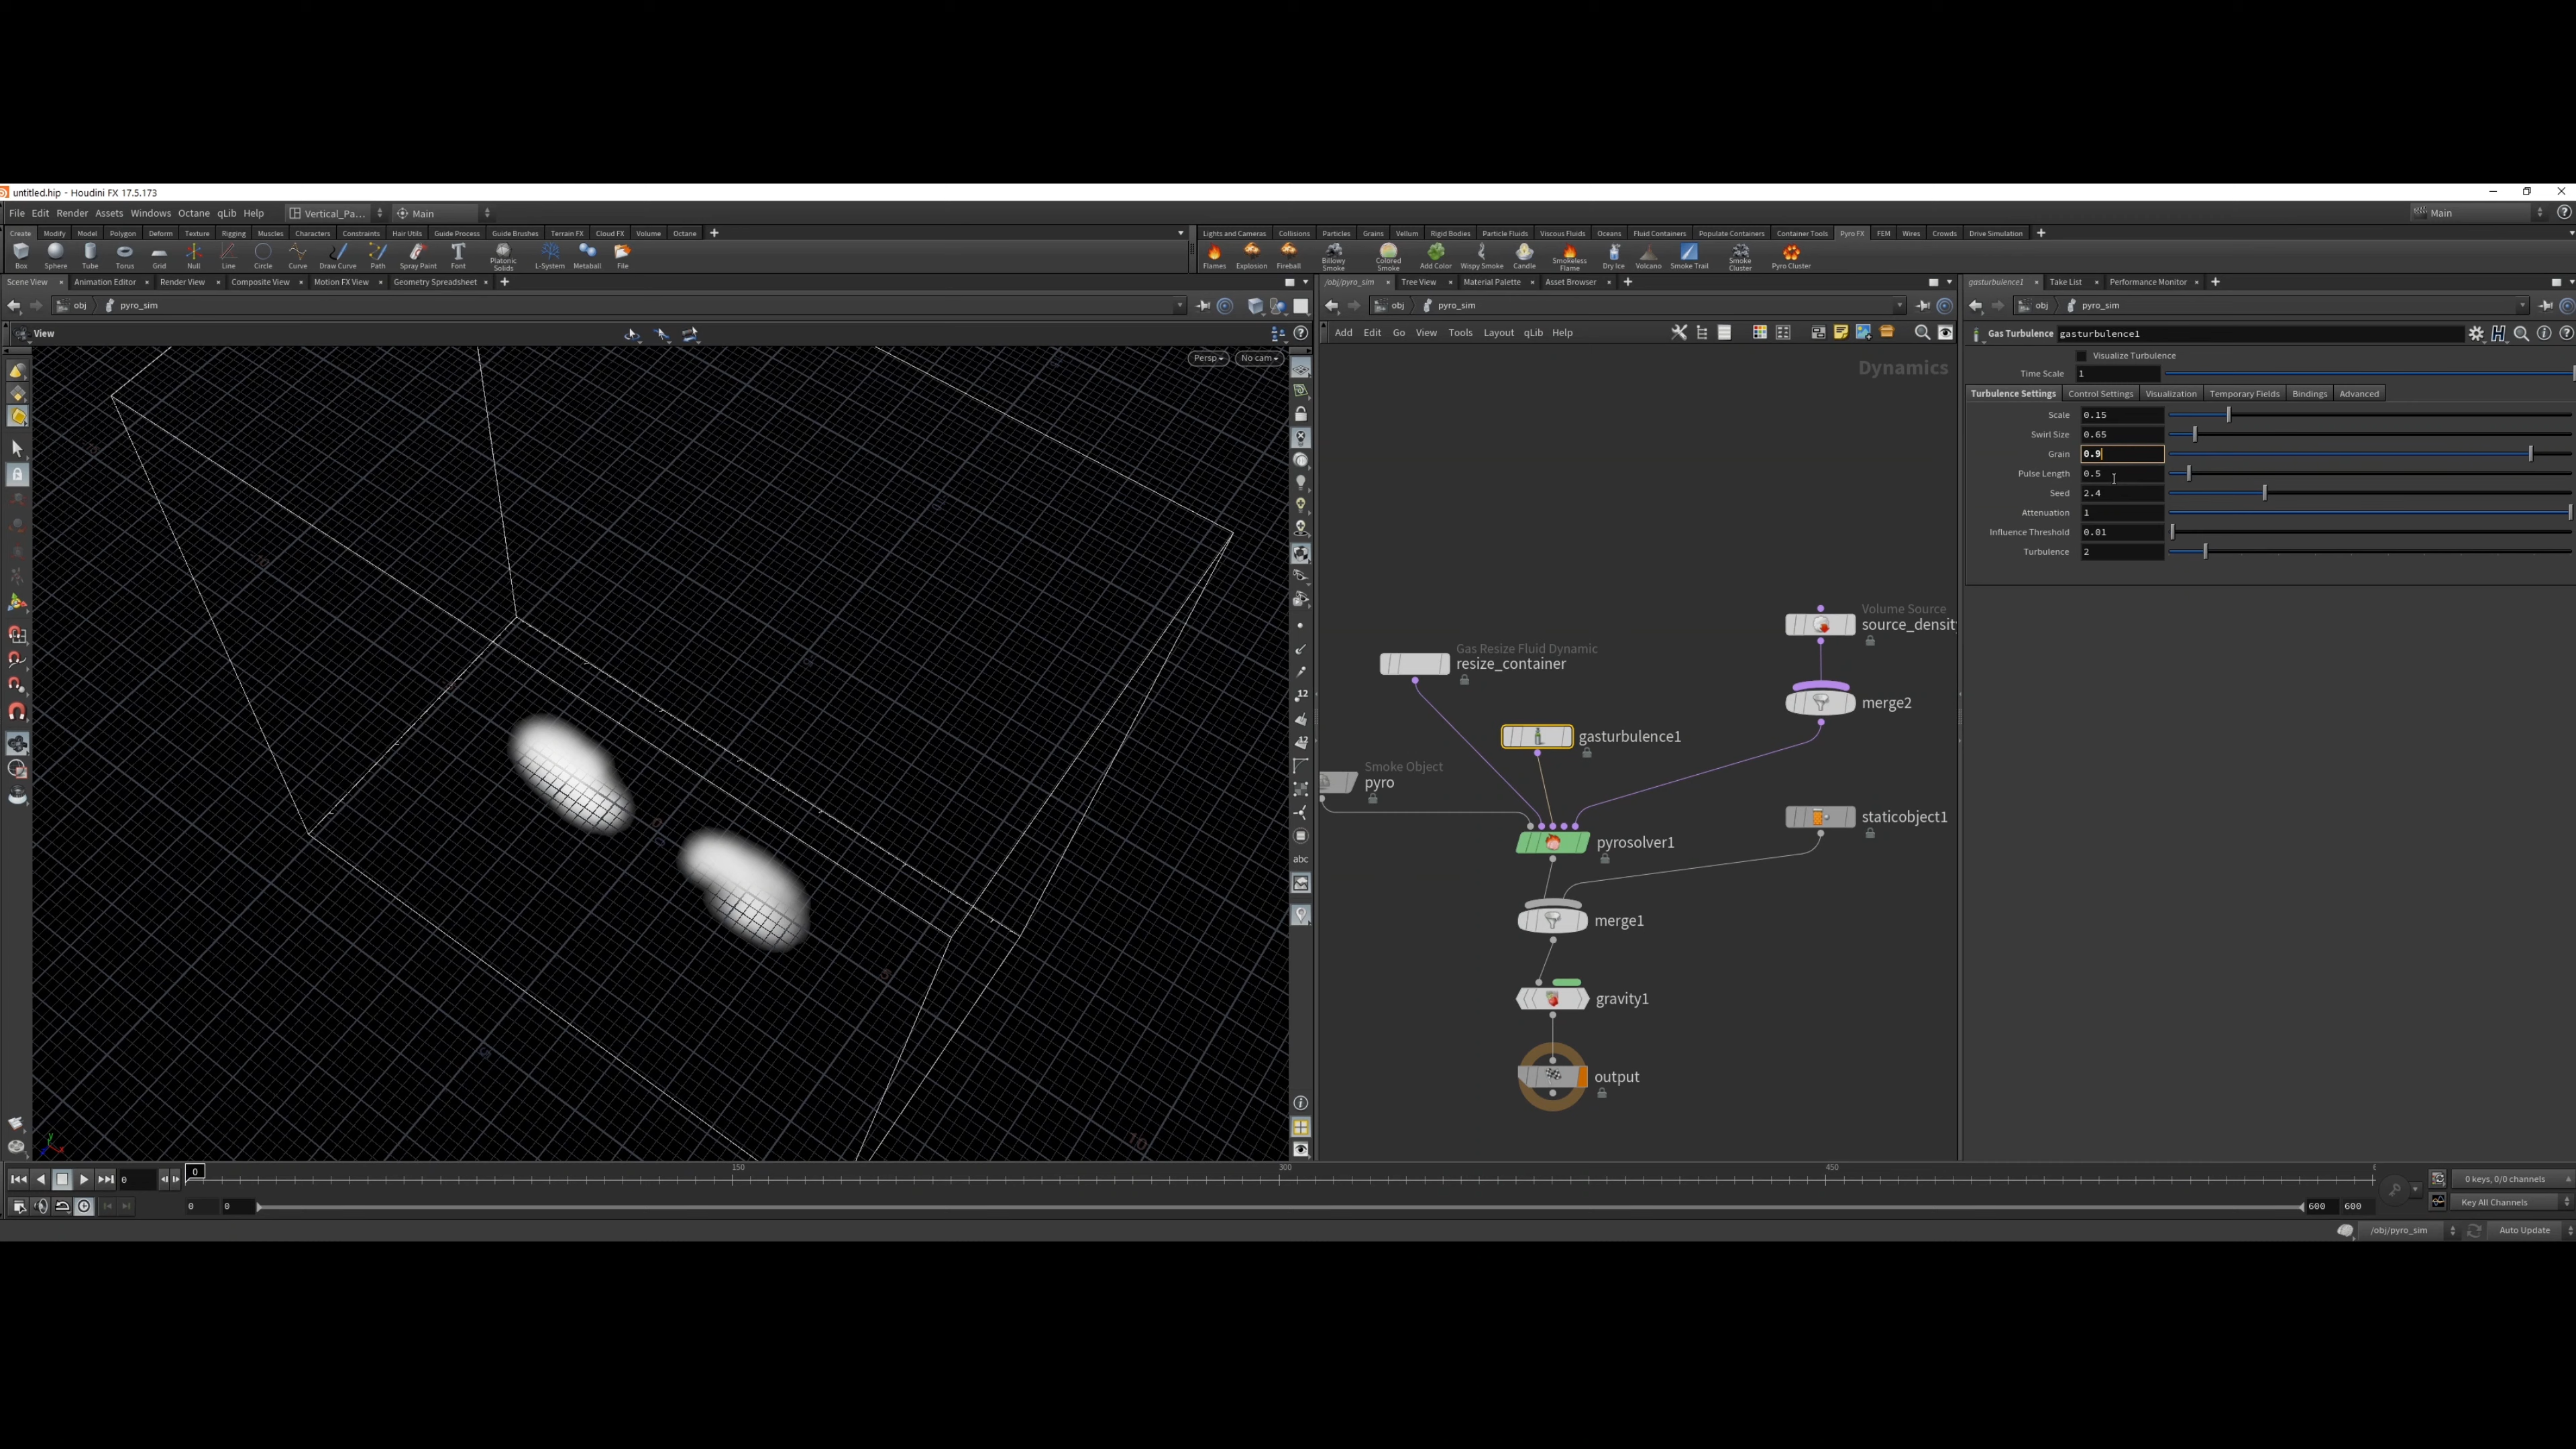 untitled.hip - Houdini FX 17.5.173
File Edit Render Assets Windows Octane qLib Help Vertical_Pa... Main Main
Create Modify Model Polygon Deform Texture Rigging Muscles Characters Constraints Hair Utils Guide Process Guide Brushes Terrain FX Cloud FX Volume Octane
Lights and Cameras Collisions Particles Grains Vellum Rigid Bodies Particle Fluids Viscous Fluids Oceans Fluid Containers Populate Containers Container Tools Pyro FX FEM Wires Crowds Drive Simulation
Box Sphere Tube Torus Grid Null Line Circle Curve Draw Curve Path Spray Paint Font Platonic Solids L-System Metaball File
Flames Explosion Fireball Billowy Smoke Colored Smoke Add Color Wispy Smoke Candle Smokeless Flame Dry Ice Volcano Smoke Trail Smoke Cluster Pyro Cluster
Scene View Animation Editor Render View Composite View Motion FX View Geometry Spreadsheet
/obj/pyro_sim Tree View Material Palette Asset Browser
gasturbulence1 Take List Performance Monitor
obj pyro_sim
obj pyro_sim
obj pyro_sim
View
Add Edit Go View Tools Layout qLib Help
Gas Turbulence gasturbulence1
Persp No cam
Dynamics
Visualize Turbulence
Time Scale 1
Turbulence Settings Control Settings Visualization Temporary Fields Bindings Advanced
Scale 0.15
Swirl Size 0.65
Grain 0.9
Pulse Length 0.5
Seed 2.4
Attenuation 1
Influence Threshold 0.01
Turbulence 2
Volume Source
source_densit
Gas Resize Fluid Dynamic
resize_container
merge2
gasturbulence1
Smoke Object
pyro
staticobject1
pyrosolver1
merge1
gravity1
output
12
12
abc
10
0 0 150 300 450 6
0 keys, 0/0 channels
0 0 600 600 Key All Channels
/obj/pyro_sim Auto Update